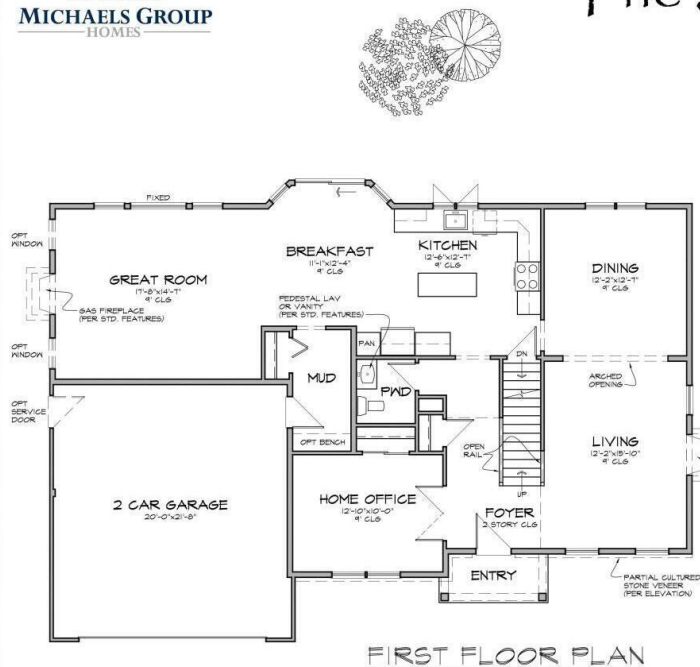 MICHAELS GROUP
HOMES
FIXED
OPT
WINDOW
GREAT ROOM
17'-8"x14'-7"
9' CLG
GAS FIREPLACE
(PER STD. FEATURES)
OPT
WINDOW
BREAKFAST
11'-1"x12'-4"
9' CLG
KITCHEN
12'-6"x12'-7"
9' CLG
DINING
12'-2"x12'-7"
9' CLG
PEDESTAL LAV
OR VANITY
(PER STD. FEATURES)
PAN
DN
MUD
PWD
ARCHED
OPENING
OPT
SERVICE
DOOR
OPT BENCH
OPEN
RAIL
LIVING
12'-2"x15'-10"
9' CLG
2 CAR GARAGE
20'-0"x21'-8"
HOME OFFICE
12'-10"x10'-0"
9' CLG
UP
FOYER
2 STORY CLG
ENTRY
PARTIAL CULTURED
STONE VENEER
(PER ELEVATION)
FIRST FLOOR PLAN